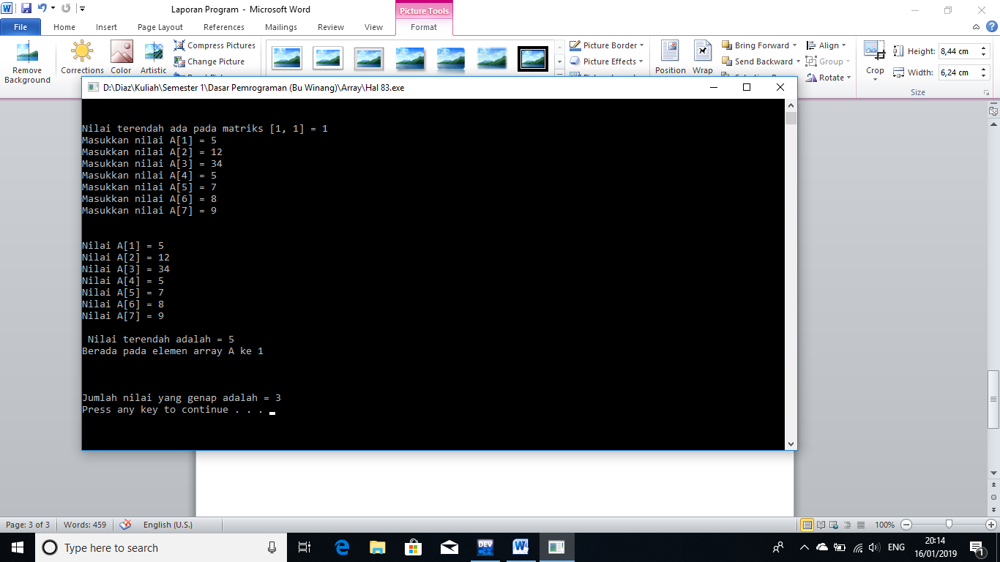 Laporan Program - Microsoft Word
Picture Tools
File Home Insert Page Layout References Mailings Review View Format
Remove Background
Corrections
Color
Artistic
Compress Pictures
Change Picture
Picture Border
Picture Effects
Position
Wrap
Bring Forward
Send Backward
Align
Group
Rotate
Crop
Height: 8,44 cm
Width: 6,24 cm
Size
D:\Diaz\Kuliah\Semester 1\Dasar Pemrograman (Bu Winang)\Array\Hal 83.exe
Nilai terendah ada pada matriks [1, 1] = 1
Masukkan nilai A[1] = 5
Masukkan nilai A[2] = 12
Masukkan nilai A[3] = 34
Masukkan nilai A[4] = 5
Masukkan nilai A[5] = 7
Masukkan nilai A[6] = 8
Masukkan nilai A[7] = 9
Nilai A[1] = 5
Nilai A[2] = 12
Nilai A[3] = 34
Nilai A[4] = 5
Nilai A[5] = 7
Nilai A[6] = 8
Nilai A[7] = 9
Nilai terendah adalah = 5
Berada pada elemen array A ke 1
Jumlah nilai yang genap adalah = 3
Press any key to continue . . .
Page: 3 of 3 Words: 459 English (U.S.) 100%
Type here to search
DEV
ENG
20:14
16/01/2019
1